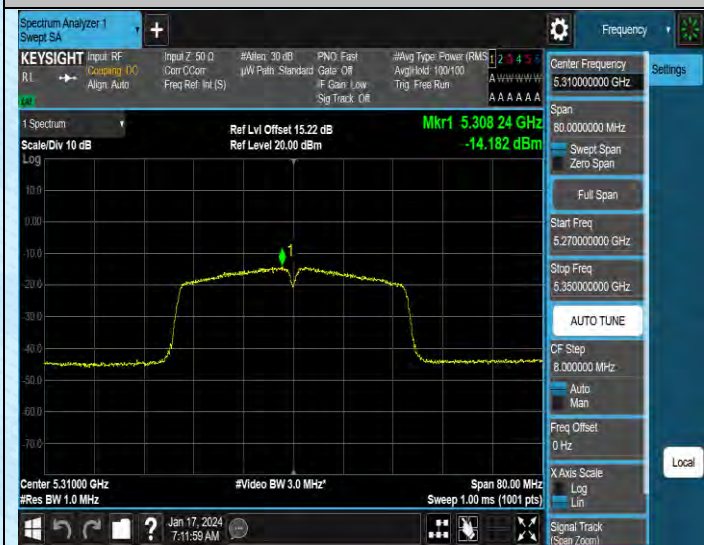 Spectrum Analyzer 1
Swept SA
+
Frequency
KEYSIGHT
RL
Input: RF
Coupling: DC
Align: Auto
Input Z: 50 Ω
Corr CCorr
Freq Ref: Int (S)
#Atten: 30 dB
µW Path: Standard
PNO: Fast
Gate: Off
IF Gain: Low
Sig Track: Off
#Avg Type: Power (RMS
Avg|Hold: 100/100
Trig: Free Run
1 2 3 4 5 6
A W W W W W
A A A A A A
1 Spectrum
Scale/Div 10 dB
Log
Ref Lvl Offset 15.22 dB
Ref Level 20.00 dBm
Mkr1 5.308 24 GHz
-14.182 dBm
10.0
0.00
-10.0
-20.0
-30.0
-40.0
-50.0
-60.0
-70.0
1
Center 5.31000 GHz
#Res BW 1.0 MHz
#Video BW 3.0 MHz*
Span 80.00 MHz
Sweep 1.00 ms (1001 pts)
Jan 17, 2024
7:11:59 AM
Center Frequency
5.310000000 GHz
Settings
Span
80.0000000 MHz
Swept Span
Zero Span
Full Span
Start Freq
5.270000000 GHz
Stop Freq
5.350000000 GHz
AUTO TUNE
CF Step
8.000000 MHz
Auto
Man
Freq Offset
0 Hz
X Axis Scale
Log
Lin
Local
Signal Track
(Span Zoom)